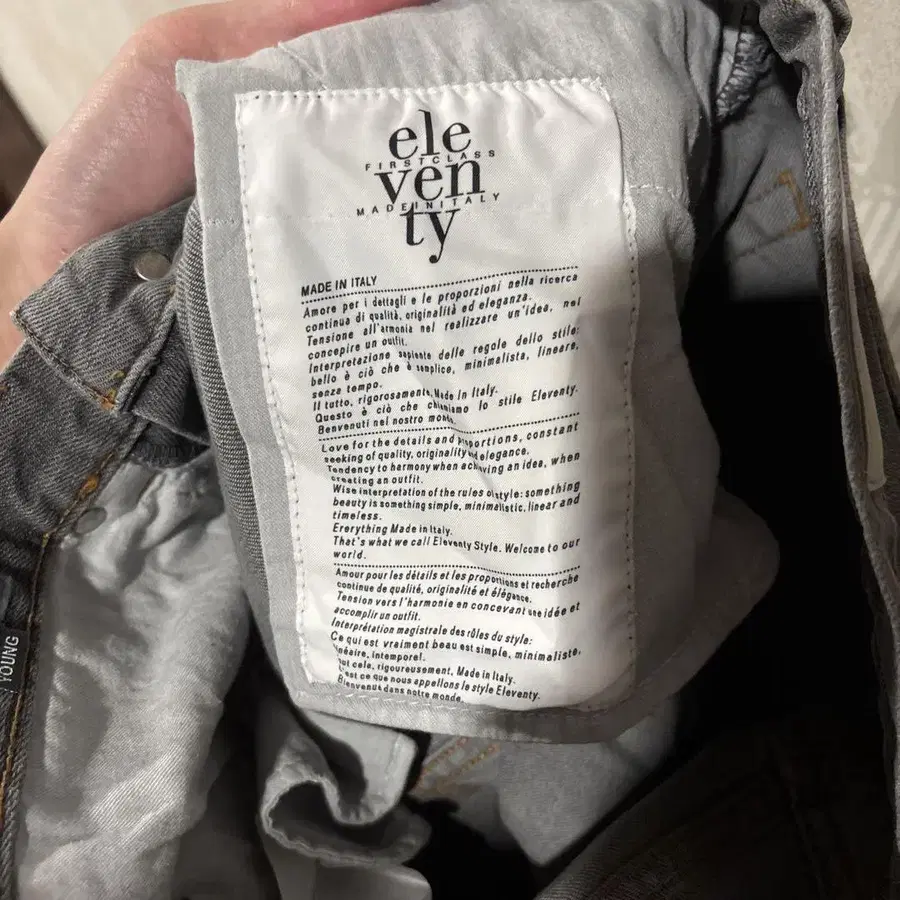 ele
FIRSTCLASS
ven
MADEINITALY
ty
MADE IN ITALY
Amore per i dettagli e le proporzioni nella ricerca
continua di qualità, originalità ed eleganza.
Tensione all'armonia nel realizzare un'idea, nel
concepire un outfit.
Interpretazione sapiente delle regole dello stile:
bello è ciò che è semplice, minimalista, lineare,
senza tempo.
Il tutto, rigorosamente, Made In Italy.
Questo è ciò che chiamiamo lo stile Eleventy.
Benvenuti nel nostro
Love for the details and constant
seeking of quality, originality elegance.
Tendency to harmony when an idea, when
creating an outfit.
Wise interpretation of the rules style: something
beauty is something simple, minimalistic, linear and
timeless.
Ererything Made in Italy.
That's what we call Eleventy Style. Welcome to our
world.
Amour pour les détails et les proportions et recherche
continue de qualité, originalité et élégance.
Tension vers l'harmonie en concevant une idée et
accomplir un outfit.
Interprétation magistrale des rûles du style:
Ce qui est vraiment beau est simple, minimaliste,
linéaire, intemporel.
cela, rigoureusement, Made in Italy.
C'est ce que nous appellons le style Eleventy.
Bienvenus dans notre monde.
YOUNG